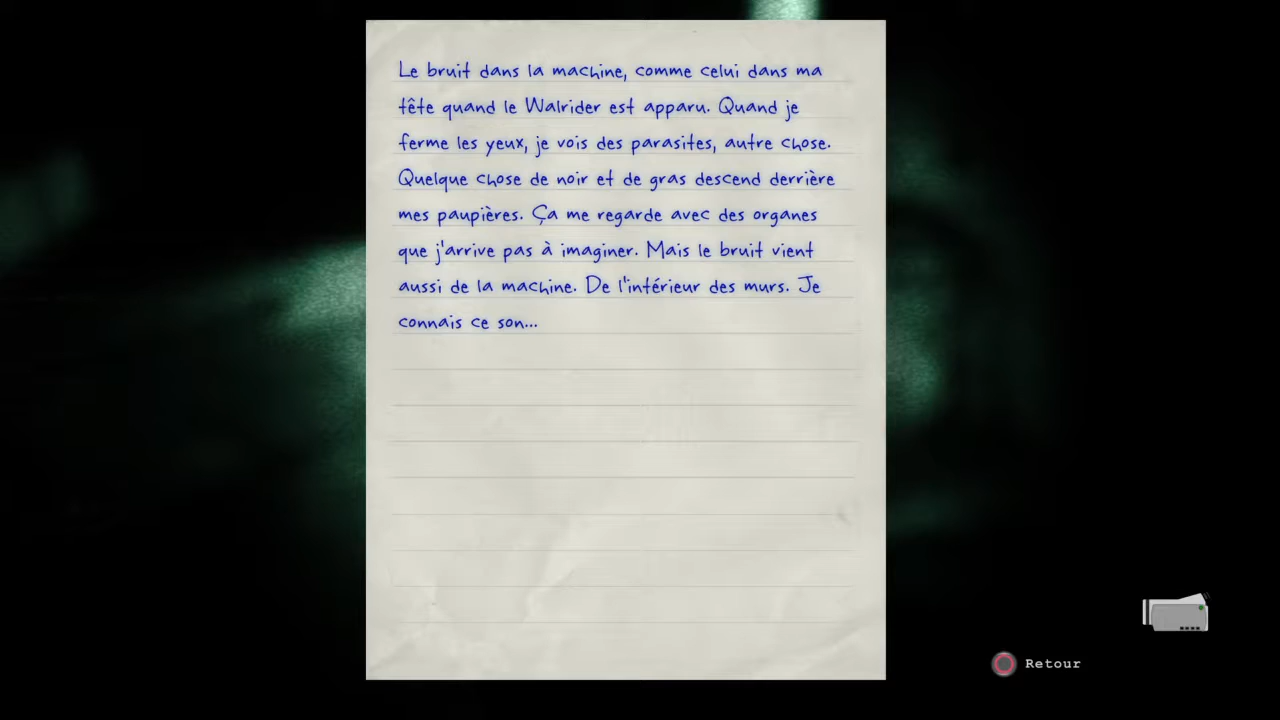 Le bruit dans la machine, comme celui dans ma
tête quand le Walrider est apparu. Quand je
ferme les yeux, je vois des parasites, autre chose.
Quelque chose de noir et de gras descend derrière
mes paupières. Ça me regarde avec des organes
que j'arrive pas à imaginer. Mais le bruit vient
aussi de la machine. De l'intérieur des murs. Je
connais ce son...
Retour